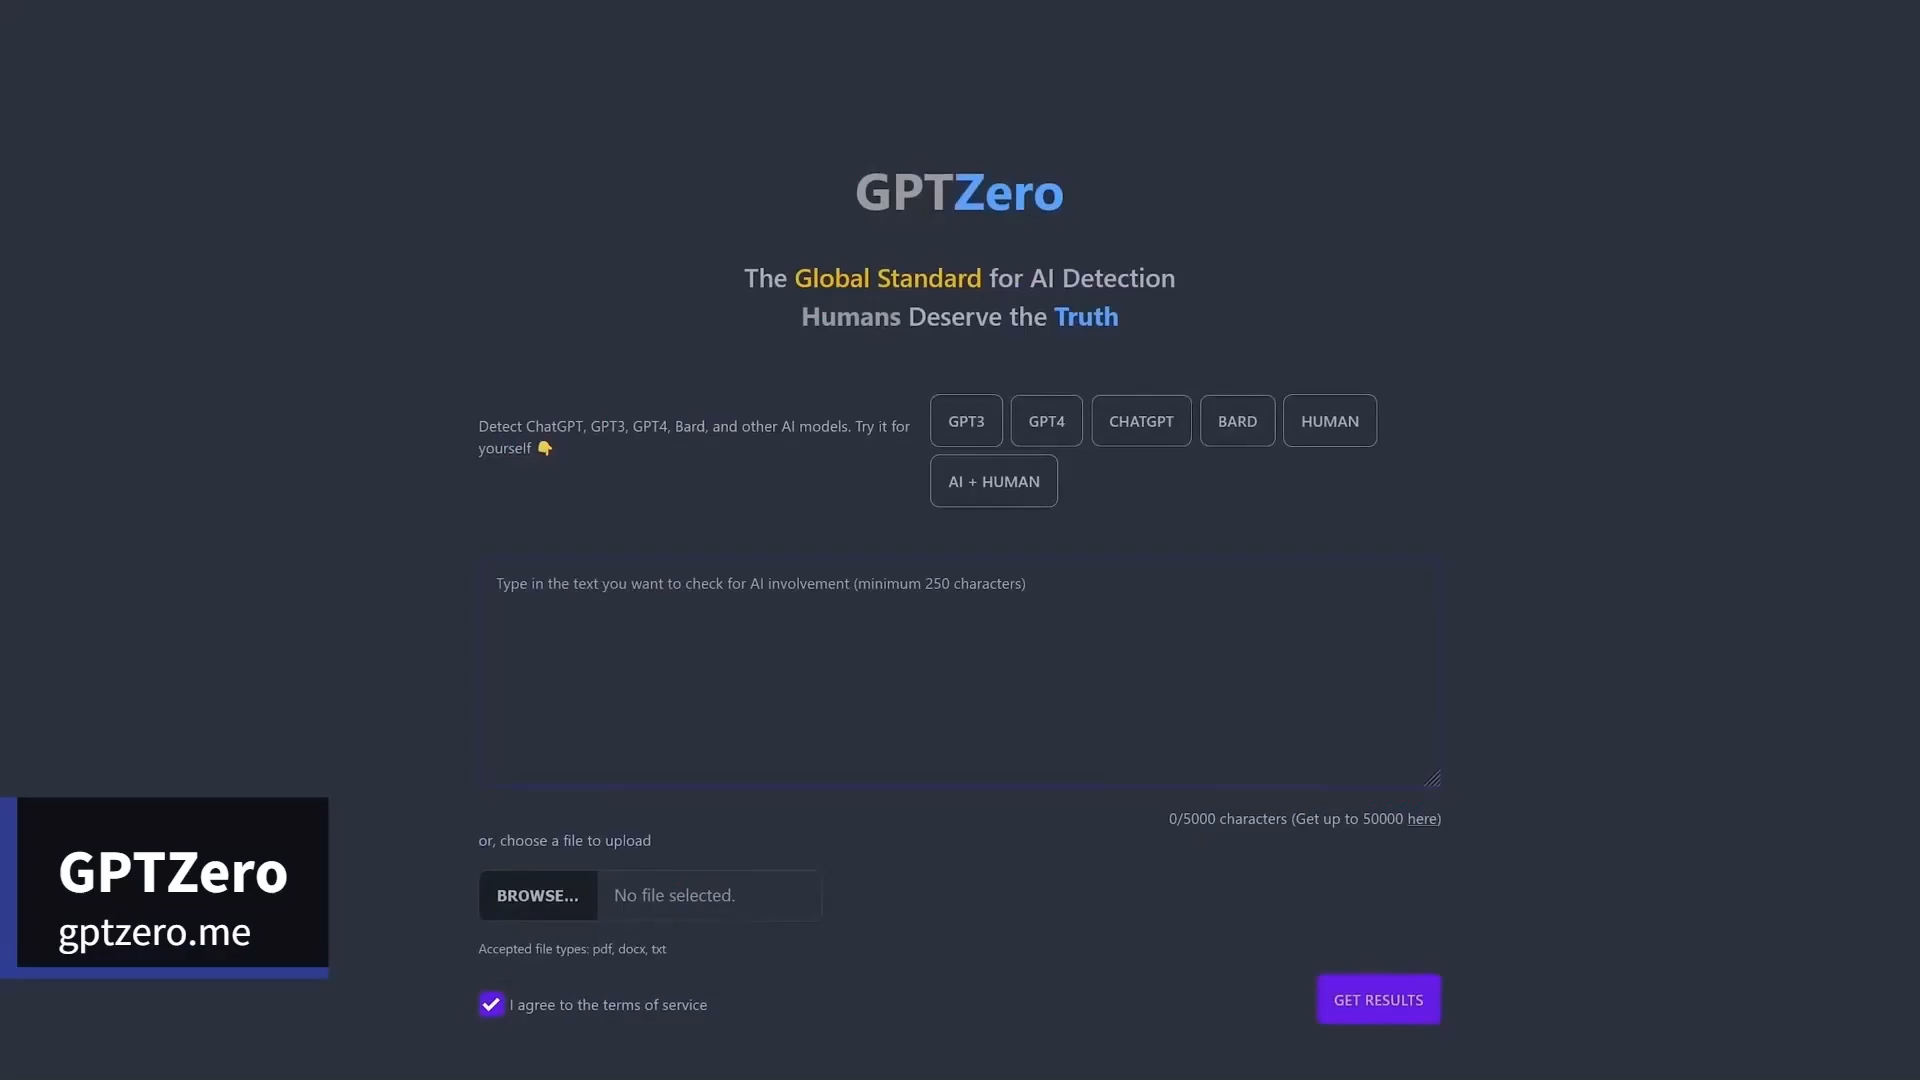 GPTZero
The Global Standard for AI Detection
Humans Deserve the Truth
Detect ChatGPT, GPT3, GPT4, Bard, and other AI models. Try it for
yourself 👇
GPT3
GPT4
CHATGPT
BARD
HUMAN
AI + HUMAN
Type in the text you want to check for AI involvement (minimum 250 characters)
0/5000 characters (Get up to 50000 here)
or, choose a file to upload
BROWSE... No file selected.
Accepted file types: pdf, docx, txt
I agree to the terms of service
GET RESULTS
GPTZero
gptzero.me